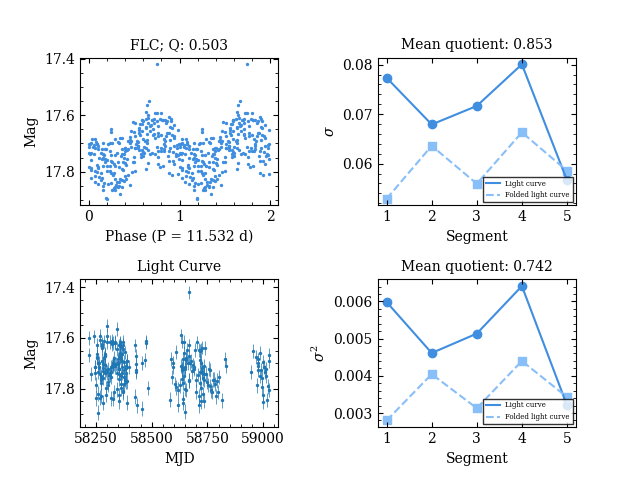 FLC; Q: 0.503
17.4
17.6
17.8
Mag
0
1
2
Phase (P = 11.532 d)
Mean quotient: 0.853
0.08
0.07
0.06
σ
1
2
3
4
5
Segment
Light curve
Folded light curve
Light Curve
17.4
17.6
17.8
Mag
58250
58500
58750
59000
MJD
Mean quotient: 0.742
0.006
0.005
0.004
0.003
σ²
1
2
3
4
5
Segment
Light curve
Folded light curve